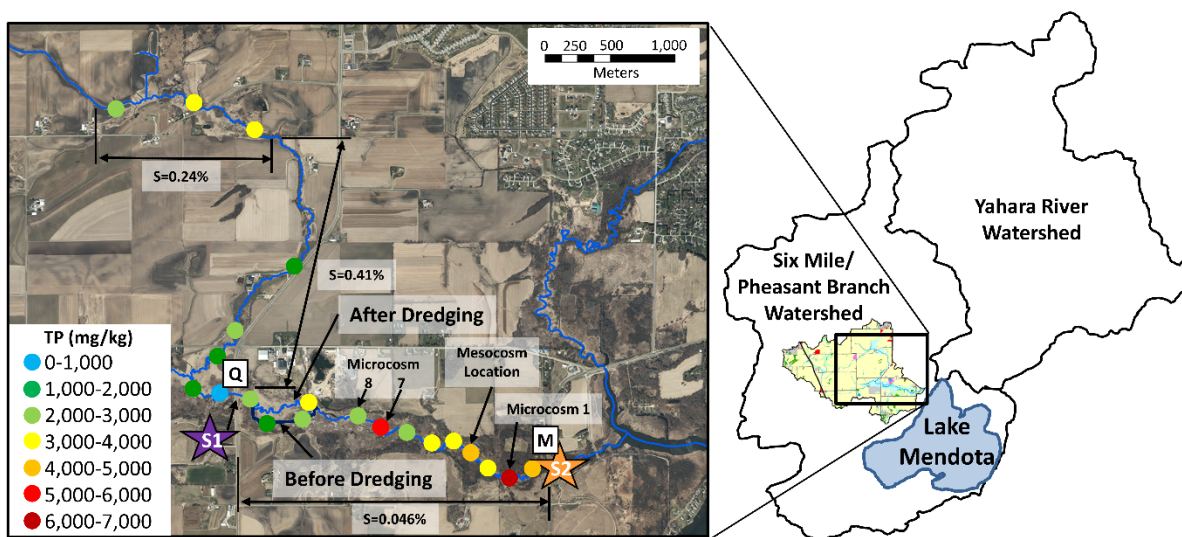 0 250 500 1,000
Meters
S=0.24%
S=0.41%
After Dredging
TP (mg/kg)
0-1,000
1,000-2,000
2,000-3,000
3,000-4,000
4,000-5,000
5,000-6,000
6,000-7,000
Q
Microcosm
8 7
Mesocosm
Location
Microcosm 1
M
S1
S2
Before Dredging
S=0.046%
Yahara River
Watershed
Six Mile/
Pheasant Branch
Watershed
Lake
Mendota